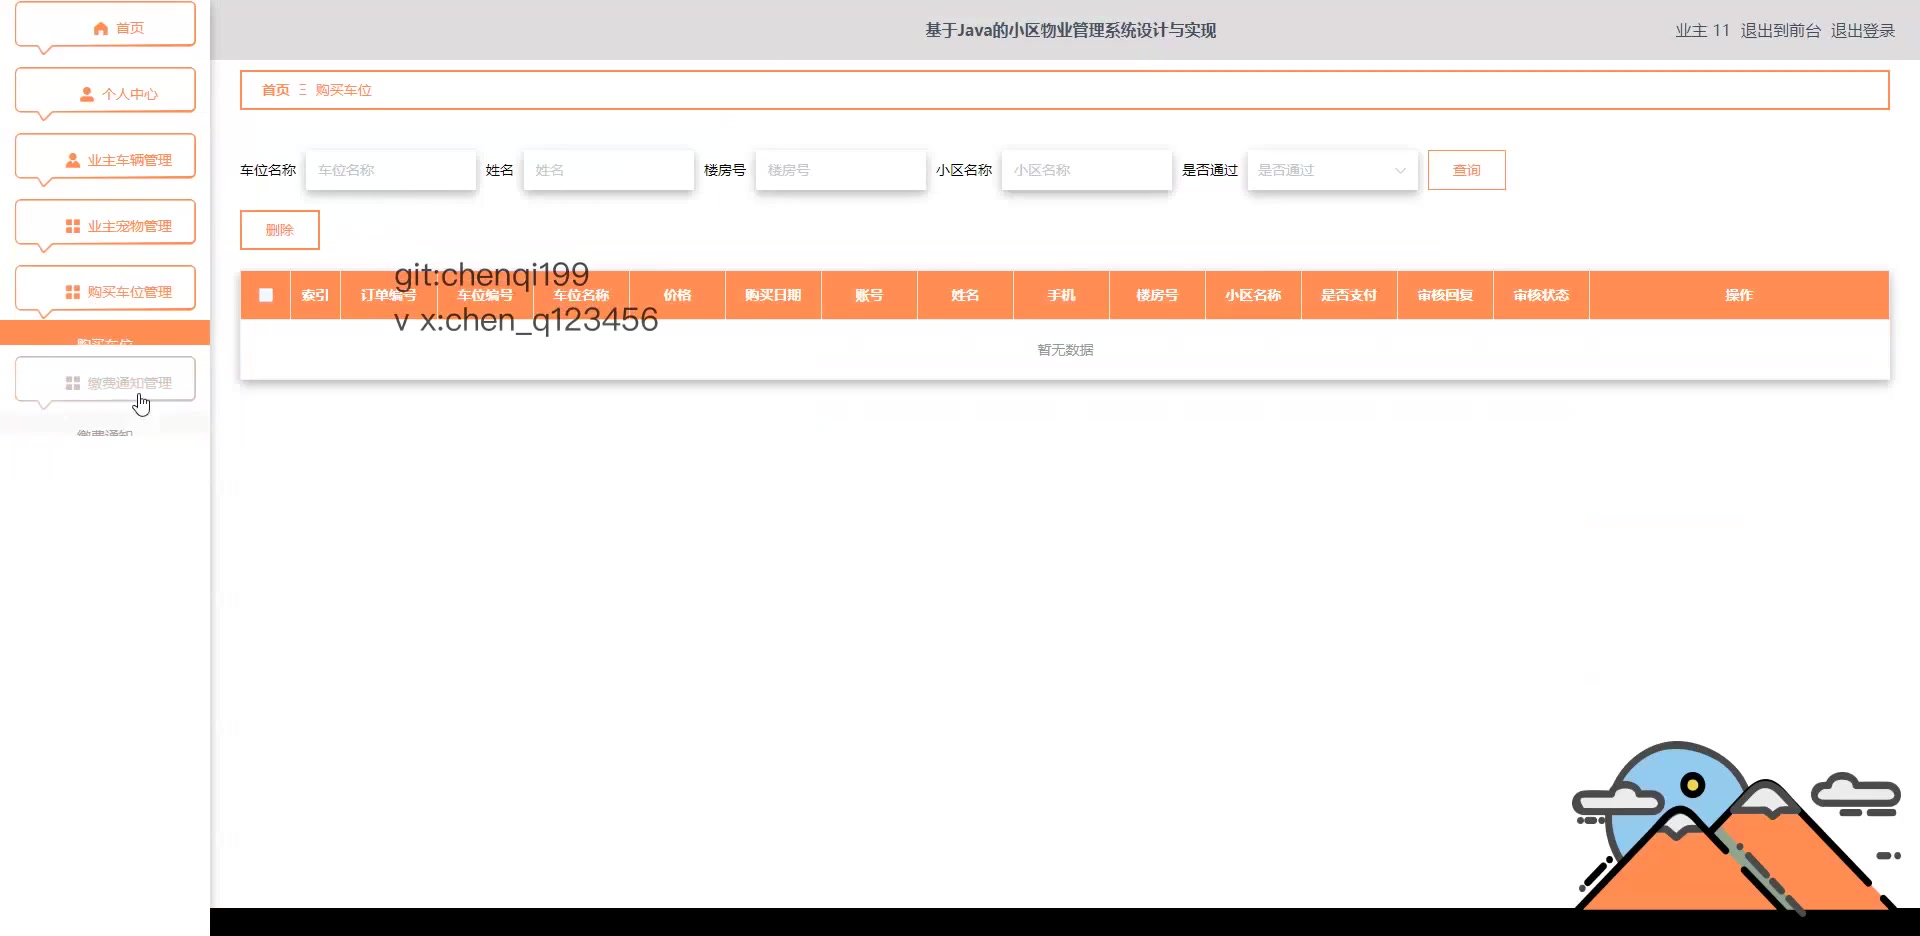 首页
个人中心
业主车辆管理
业主宠物管理
购买车位管理
购买车位
缴费通知管理
缴费通知
基于Java的小区物业管理系统设计与实现
业主 11 退出到前台 退出登录
首页 购买车位
车位名称 车位名称 姓名 姓名 楼房号 楼房号 小区名称 小区名称 是否通过 是否通过 查询
删除
git:chenqi199
索引 订单编号 车位编号 车位名称 价格 购买日期 账号 姓名 手机 楼房号 小区名称 是否支付 审核回复 审核状态 操作
v x:chen_q123456
暂无数据